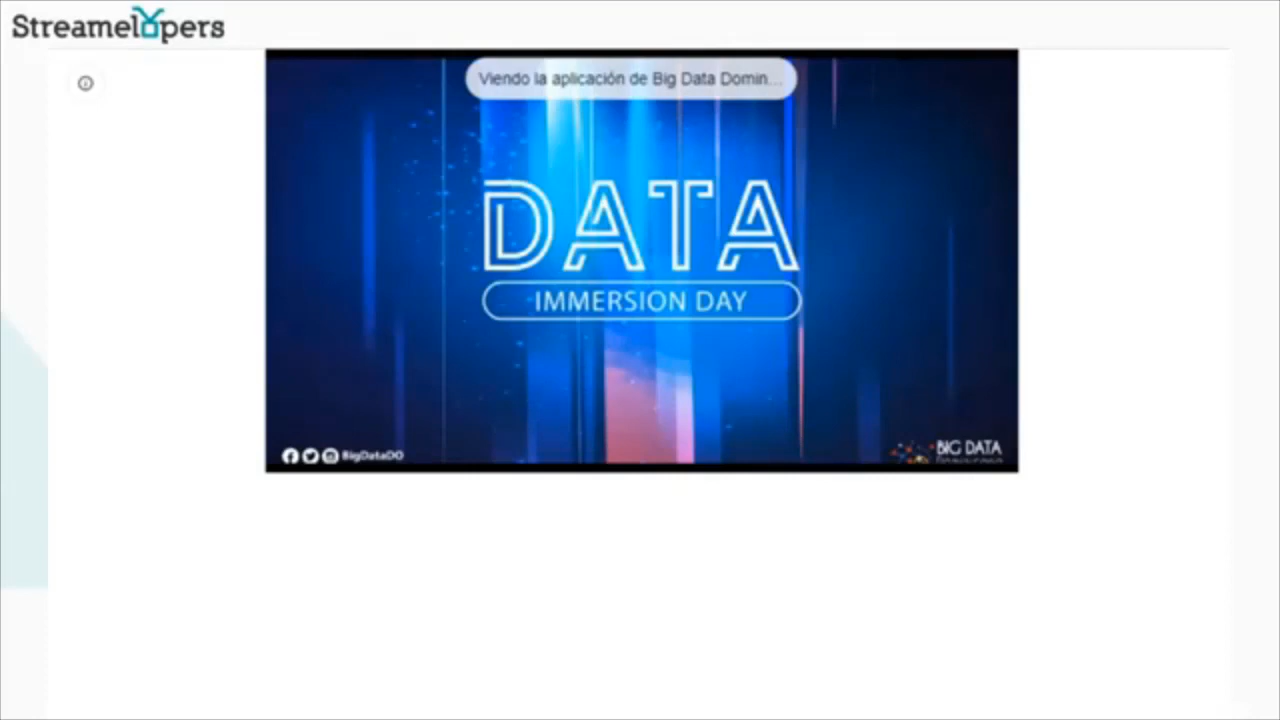 Streamelopers
Viendo la aplicación de Big Data Domin...
DATA
IMMERSION DAY
BigDataDO
BIG DATA